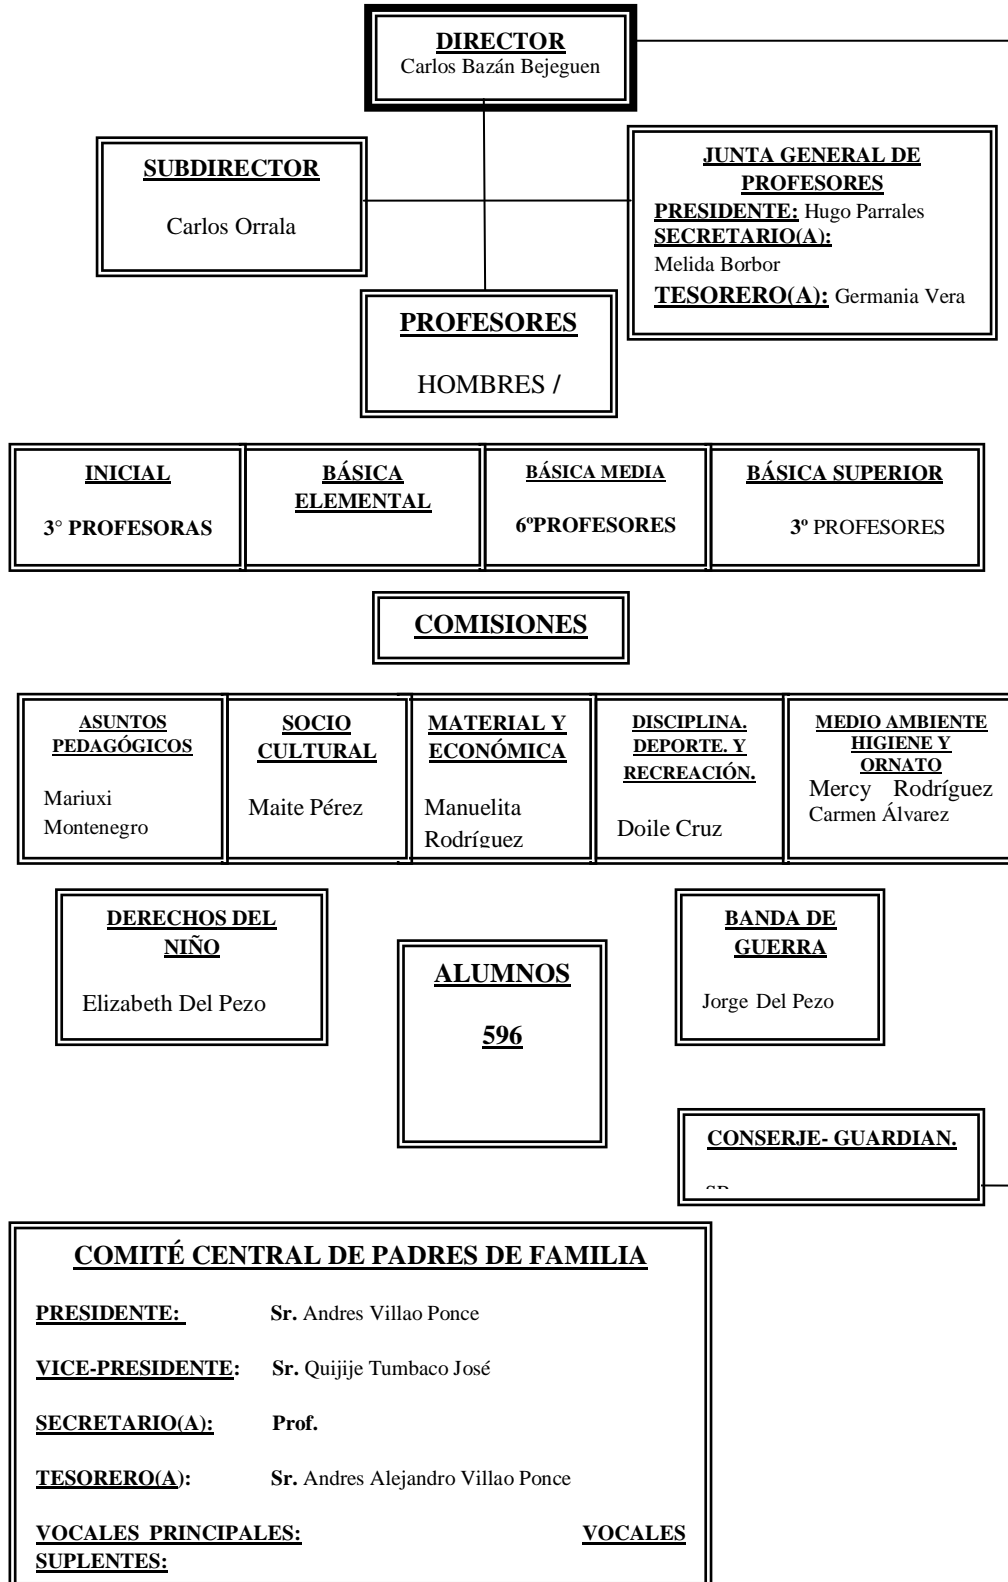 DIRECTOR
Carlos Bazán Bejeguen
SUBDIRECTOR
Carlos Orrala
JUNTA GENERAL DE
PROFESORES
PRESIDENTE: Hugo Parrales
SECRETARIO(A):
Melida Borbor
TESORERO(A): Germania Vera
PROFESORES
HOMBRES /
INICIAL
3° PROFESORAS
BÁSICA
ELEMENTAL
BÁSICA MEDIA
6ºPROFESORES
BÁSICA SUPERIOR
3º PROFESORES
COMISIONES
ASUNTOS
PEDAGÓGICOS
Mariuxi
Montenegro
SOCIO
CULTURAL
Maite Pérez
MATERIAL Y
ECONÓMICA
Manuelita
Rodríguez
DISCIPLINA.
DEPORTE. Y
RECREACIÓN.
Doile Cruz
MEDIO AMBIENTE
HIGIENE Y
ORNATO
Mercy Rodríguez
Carmen Álvarez
DERECHOS DEL
NIÑO
Elizabeth Del Pezo
ALUMNOS
596
BANDA DE
GUERRA
Jorge Del Pezo
CONSERJE- GUARDIAN.
COMITÉ CENTRAL DE PADRES DE FAMILIA
PRESIDENTE: Sr. Andres Villao Ponce
VICE-PRESIDENTE: Sr. Quijije Tumbaco José
SECRETARIO(A): Prof.
TESORERO(A): Sr. Andres Alejandro Villao Ponce
VOCALES PRINCIPALES: VOCALES
SUPLENTES: